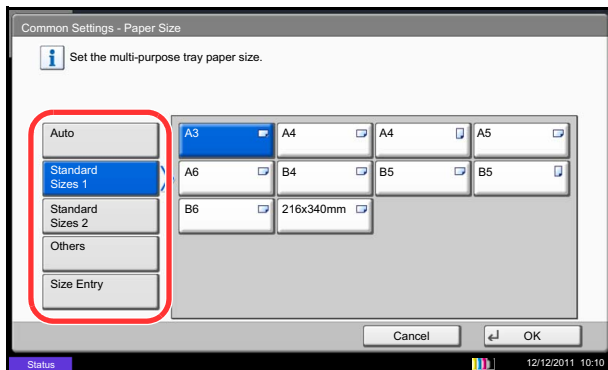 Common Settings - Paper Size
Set the multi-purpose tray paper size.
Auto
Standard
Sizes 1
Standard
Sizes 2
Others
Size Entry
A3
A4
A4
A5
A6
B4
B5
B5
B6
216x340mm
Cancel
OK
Status
12/12/2011 10:10